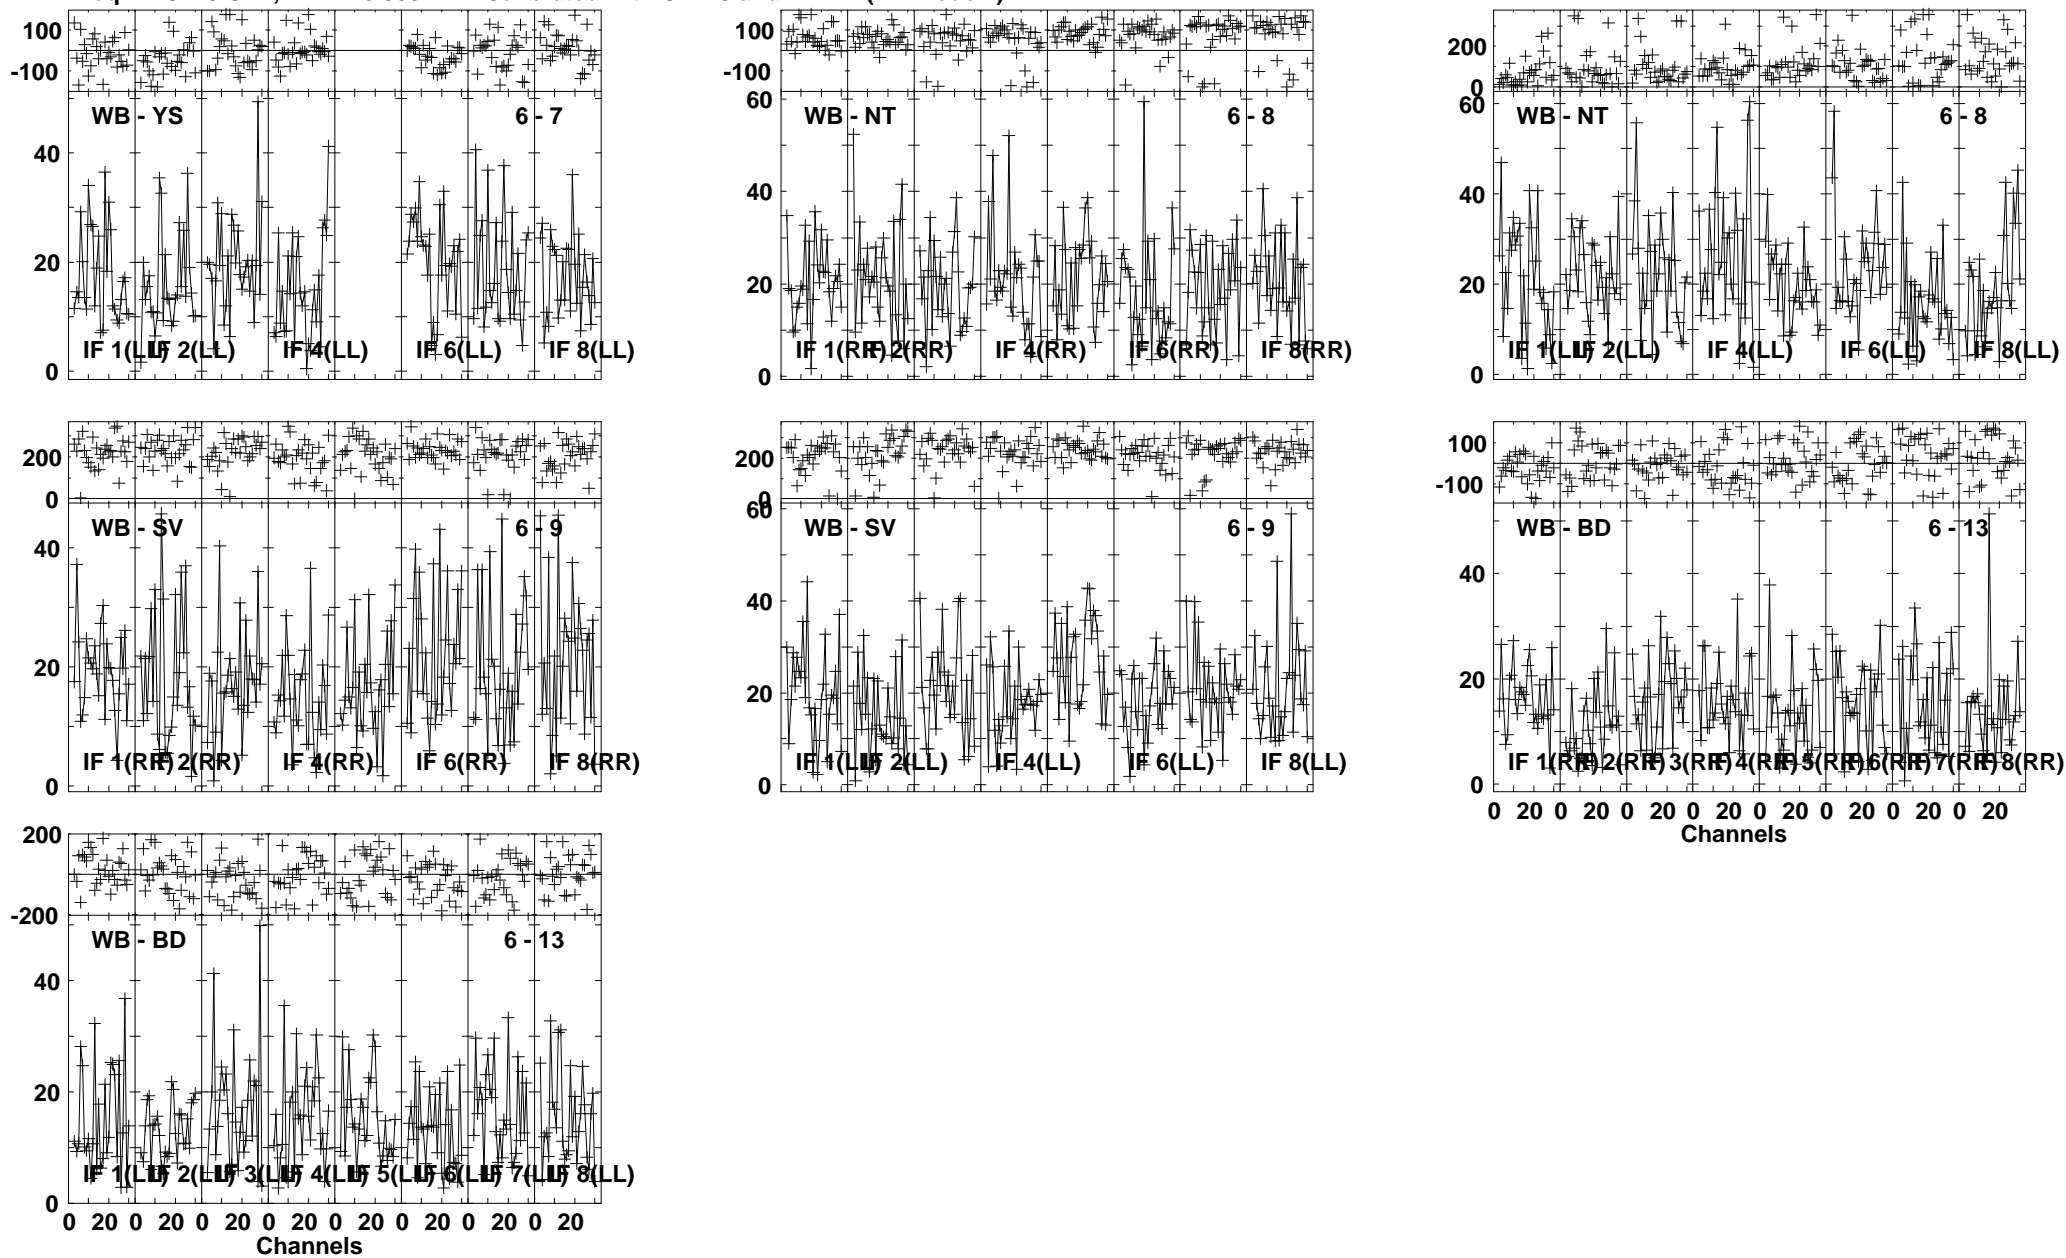 100
-100
WB - YS 6 - 7
40
20
0
IF 1(LL) IF 2(LL) IF 4(LL) IF 6(LL) IF 8(LL)
100
-100
60
WB - NT 6 - 8
40
20
0
IF 1(RR) IF 2(RR) IF 4(RR) IF 6(RR) IF 8(RR)
200
0
60
WB - NT 6 - 8
40
20
0
IF 1(LL) IF 2(LL) IF 4(LL) IF 6(LL) IF 8(LL)
200
0
WB - SV 6 - 9
40
20
0
IF 1(RR) IF 2(RR) IF 4(RR) IF 6(RR) IF 8(RR)
200
0
60
WB - SV 6 - 9
40
20
0
IF 1(LL) IF 2(LL) IF 4(LL) IF 6(LL) IF 8(LL)
100
-100
WB - BD 6 - 13
40
20
0
IF 1(RR) IF 2(RR) IF 3(RR) IF 4(RR) IF 5(RR) IF 6(RR) IF 7(RR) IF 8(RR)
0 20 0 20 0 20 0 20 0 20 0 20 0 20 0 20
Channels
200
-200
WB - BD 6 - 13
40
20
0
IF 1(LL) IF 2(LL) IF 3(LL) IF 4(LL) IF 5(LL) IF 6(LL) IF 7(LL) IF 8(LL)
0 20 0 20 0 20 0 20 0 20 0 20 0 20 0 20
Channels